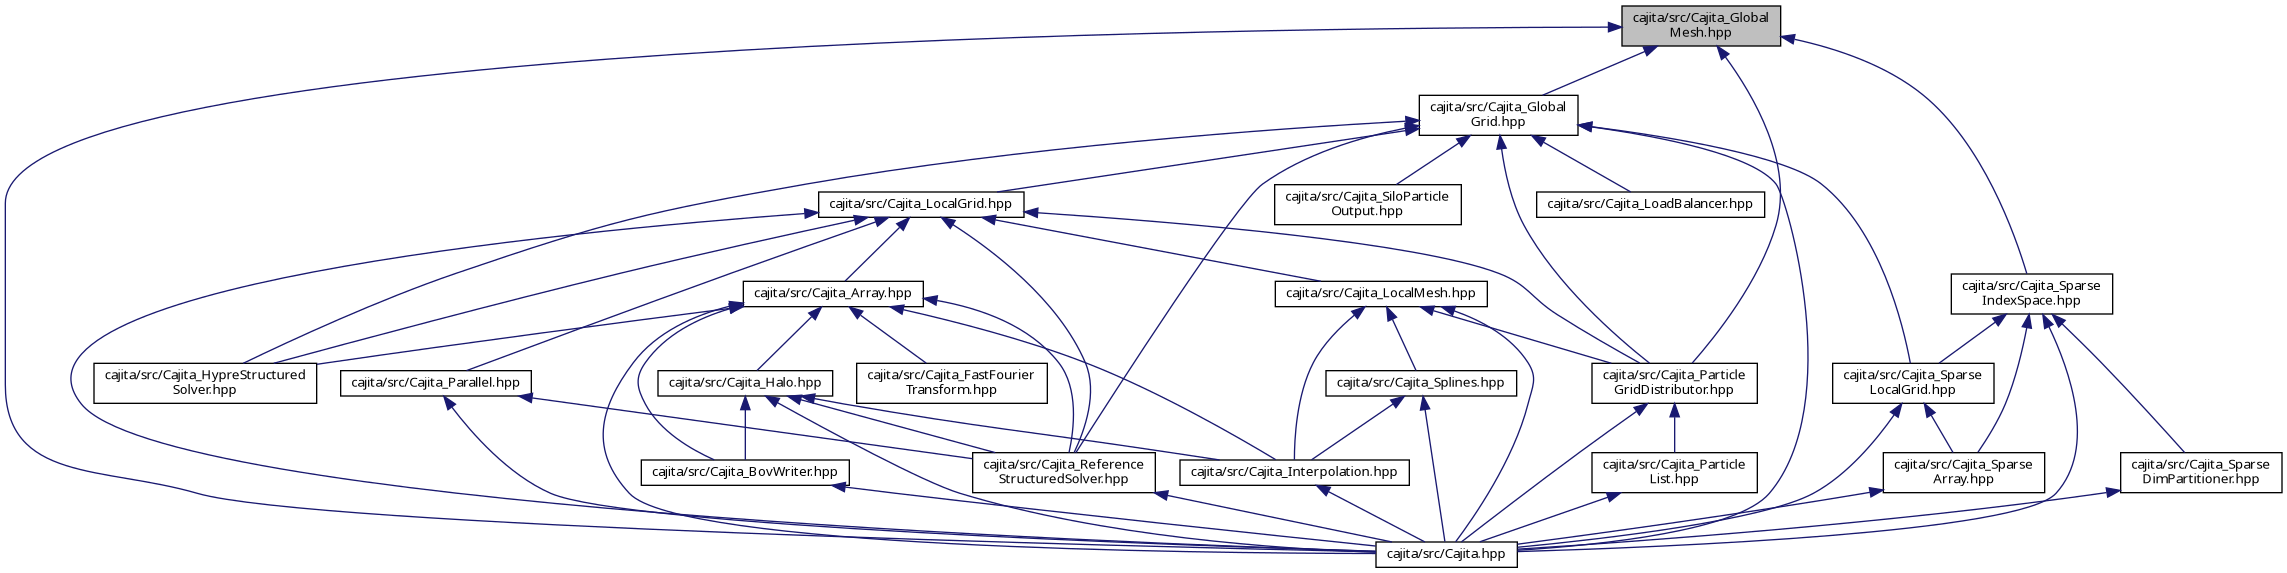 cajita/src/Cajita_Global
Mesh.hpp
cajita/src/Cajita_Global
Grid.hpp
cajita/src/Cajita_LocalGrid.hpp
cajita/src/Cajita_SiloParticle
Output.hpp
cajita/src/Cajita_LoadBalancer.hpp
cajita/src/Cajita_Array.hpp
cajita/src/Cajita_LocalMesh.hpp
cajita/src/Cajita_Sparse
IndexSpace.hpp
cajita/src/Cajita_HypreStructured
Solver.hpp
cajita/src/Cajita_Parallel.hpp
cajita/src/Cajita_Halo.hpp
cajita/src/Cajita_FastFourier
Transform.hpp
cajita/src/Cajita_Splines.hpp
cajita/src/Cajita_Particle
GridDistributor.hpp
cajita/src/Cajita_Sparse
LocalGrid.hpp
cajita/src/Cajita_BovWriter.hpp
cajita/src/Cajita_Reference
StructuredSolver.hpp
cajita/src/Cajita_Interpolation.hpp
cajita/src/Cajita_Particle
List.hpp
cajita/src/Cajita_Sparse
Array.hpp
cajita/src/Cajita_Sparse
DimPartitioner.hpp
cajita/src/Cajita.hpp